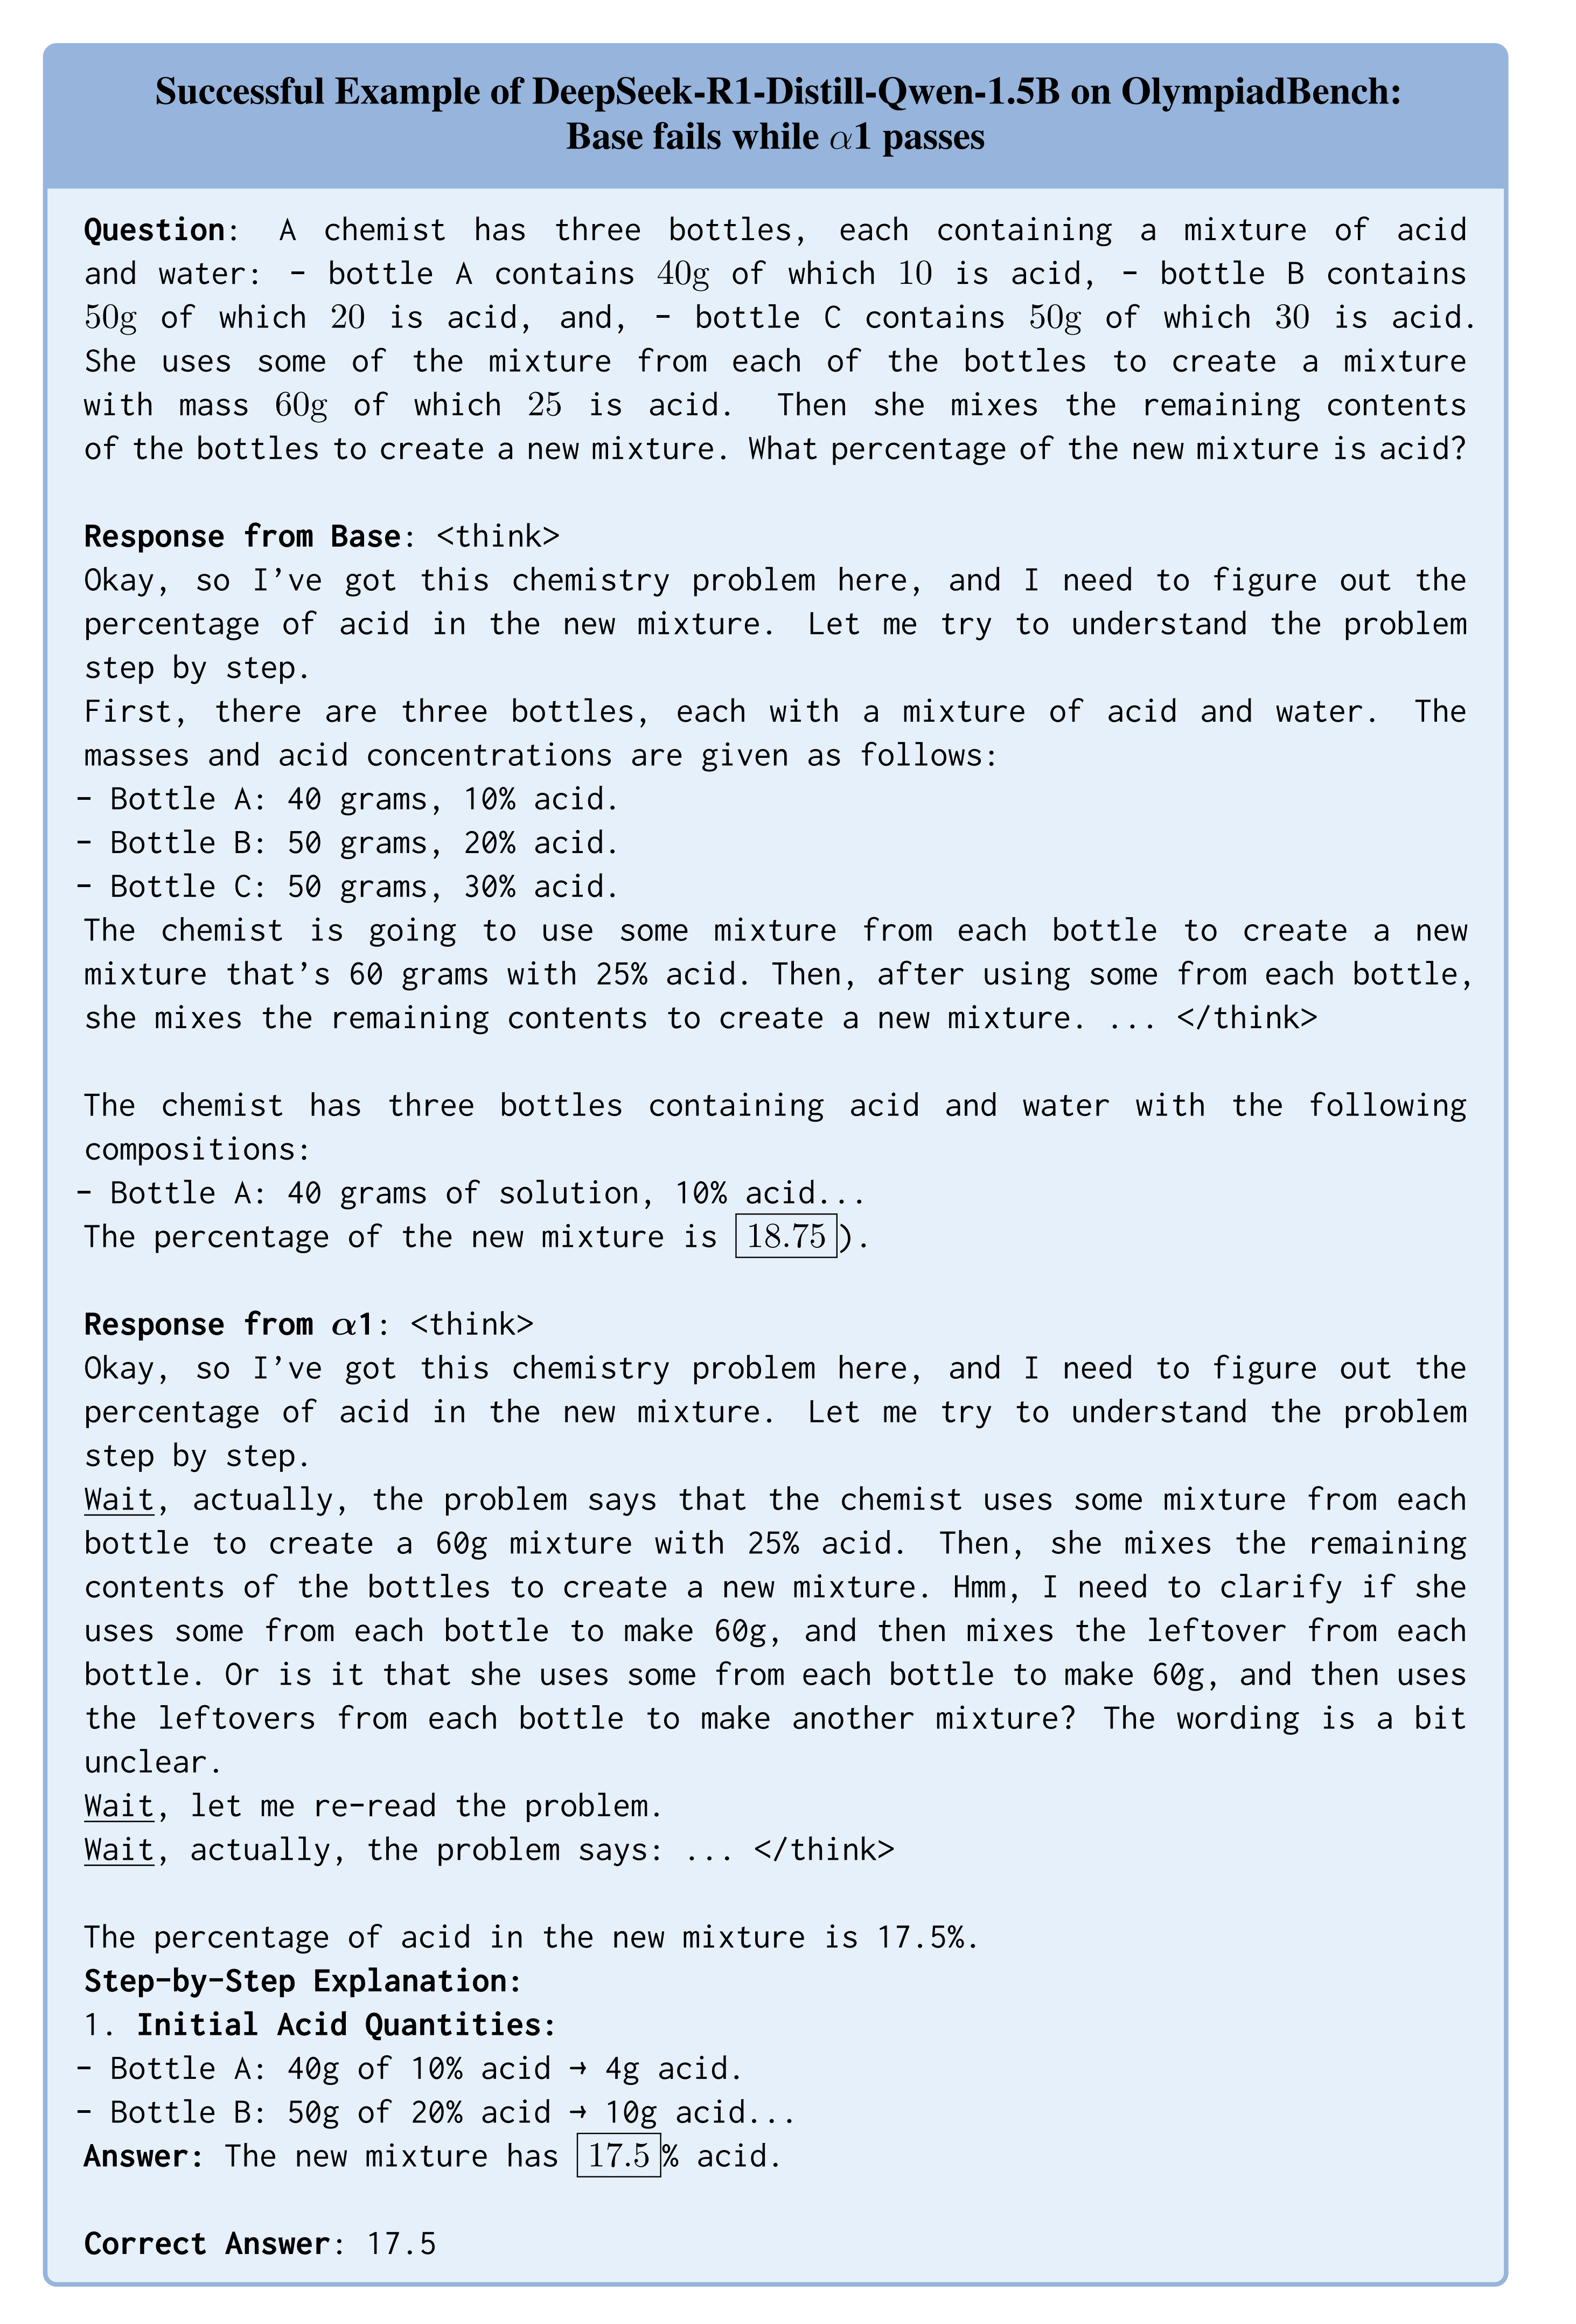 Successful Example of DeepSeek-R1-Distill-Qwen-1.5B on OlympiadBench:
Base fails while α1 passes
Question: A chemist has three bottles, each containing a mixture of acid
and water: - bottle A contains 40g of which 10 is acid, - bottle B contains
50g of which 20 is acid, and, - bottle C contains 50g of which 30 is acid.
She uses some of the mixture from each of the bottles to create a mixture
with mass 60g of which 25 is acid. Then she mixes the remaining contents
of the bottles to create a new mixture. What percentage of the new mixture is acid?
Response from Base: <think>
Okay, so I've got this chemistry problem here, and I need to figure out the
percentage of acid in the new mixture. Let me try to understand the problem
step by step.
First, there are three bottles, each with a mixture of acid and water. The
masses and acid concentrations are given as follows:
- Bottle A: 40 grams, 10% acid.
- Bottle B: 50 grams, 20% acid.
- Bottle C: 50 grams, 30% acid.
The chemist is going to use some mixture from each bottle to create a new
mixture that's 60 grams with 25% acid. Then, after using some from each bottle,
she mixes the remaining contents to create a new mixture. ... </think>
The chemist has three bottles containing acid and water with the following
compositions:
- Bottle A: 40 grams of solution, 10% acid...
The percentage of the new mixture is 18.75).
Response from α1: <think>
Okay, so I've got this chemistry problem here, and I need to figure out the
percentage of acid in the new mixture. Let me try to understand the problem
step by step.
Wait, actually, the problem says that the chemist uses some mixture from each
bottle to create a 60g mixture with 25% acid. Then, she mixes the remaining
contents of the bottles to create a new mixture. Hmm, I need to clarify if she
uses some from each bottle to make 60g, and then mixes the leftover from each
bottle. Or is it that she uses some from each bottle to make 60g, and then uses
the leftovers from each bottle to make another mixture? The wording is a bit
unclear.
Wait, let me re-read the problem.
Wait, actually, the problem says: ... </think>
The percentage of acid in the new mixture is 17.5%.
Step-by-Step Explanation:
1. Initial Acid Quantities:
- Bottle A: 40g of 10% acid → 4g acid.
- Bottle B: 50g of 20% acid → 10g acid...
Answer: The new mixture has 17.5% acid.
Correct Answer: 17.5